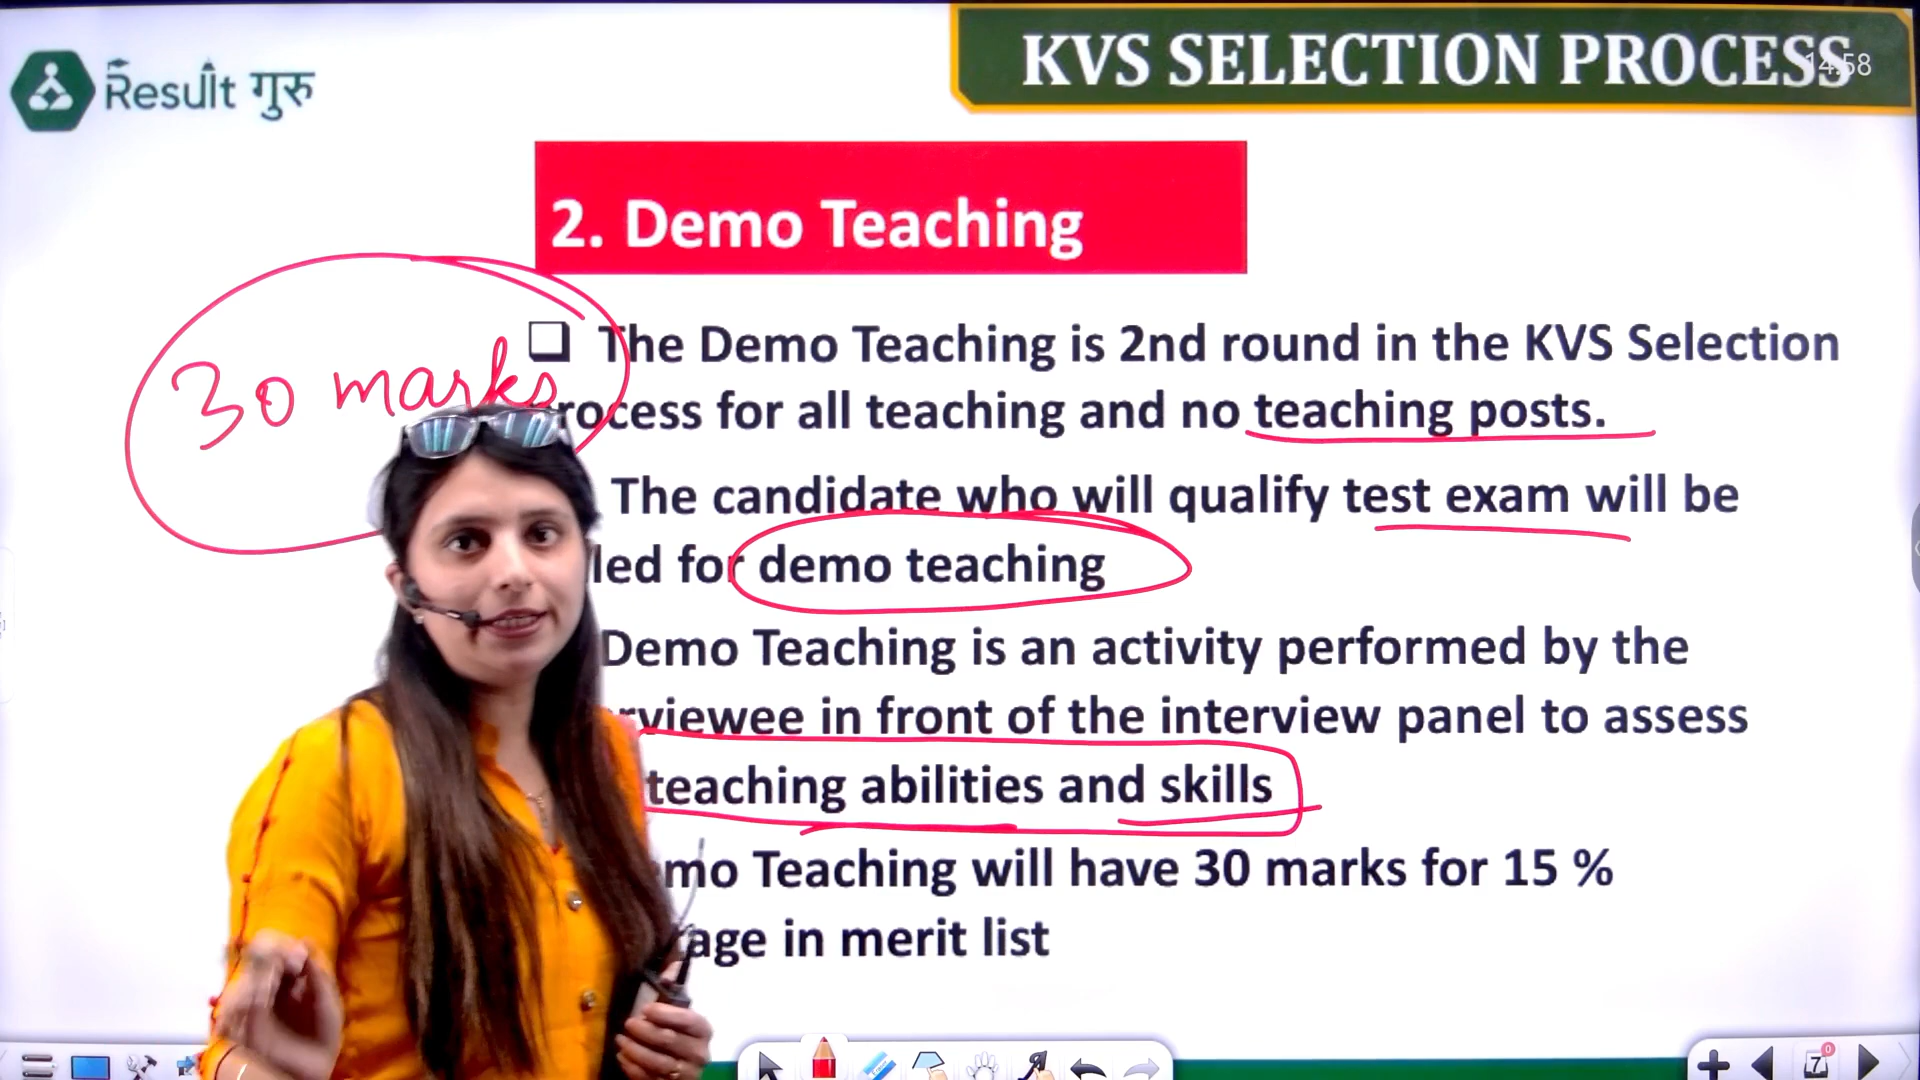 Result गुरु
KVS SELECTION PROCESS
14:58
2. Demo Teaching
30 marks
The Demo Teaching is 2nd round in the KVS Selection
rocess for all teaching and no teaching posts.
The candidate who will qualify test exam will be
led for demo teaching
Demo Teaching is an activity performed by the
rviewee in front of the interview panel to assess
teaching abilities and skills
mo Teaching will have 30 marks for 15 %
age in merit list
7
0